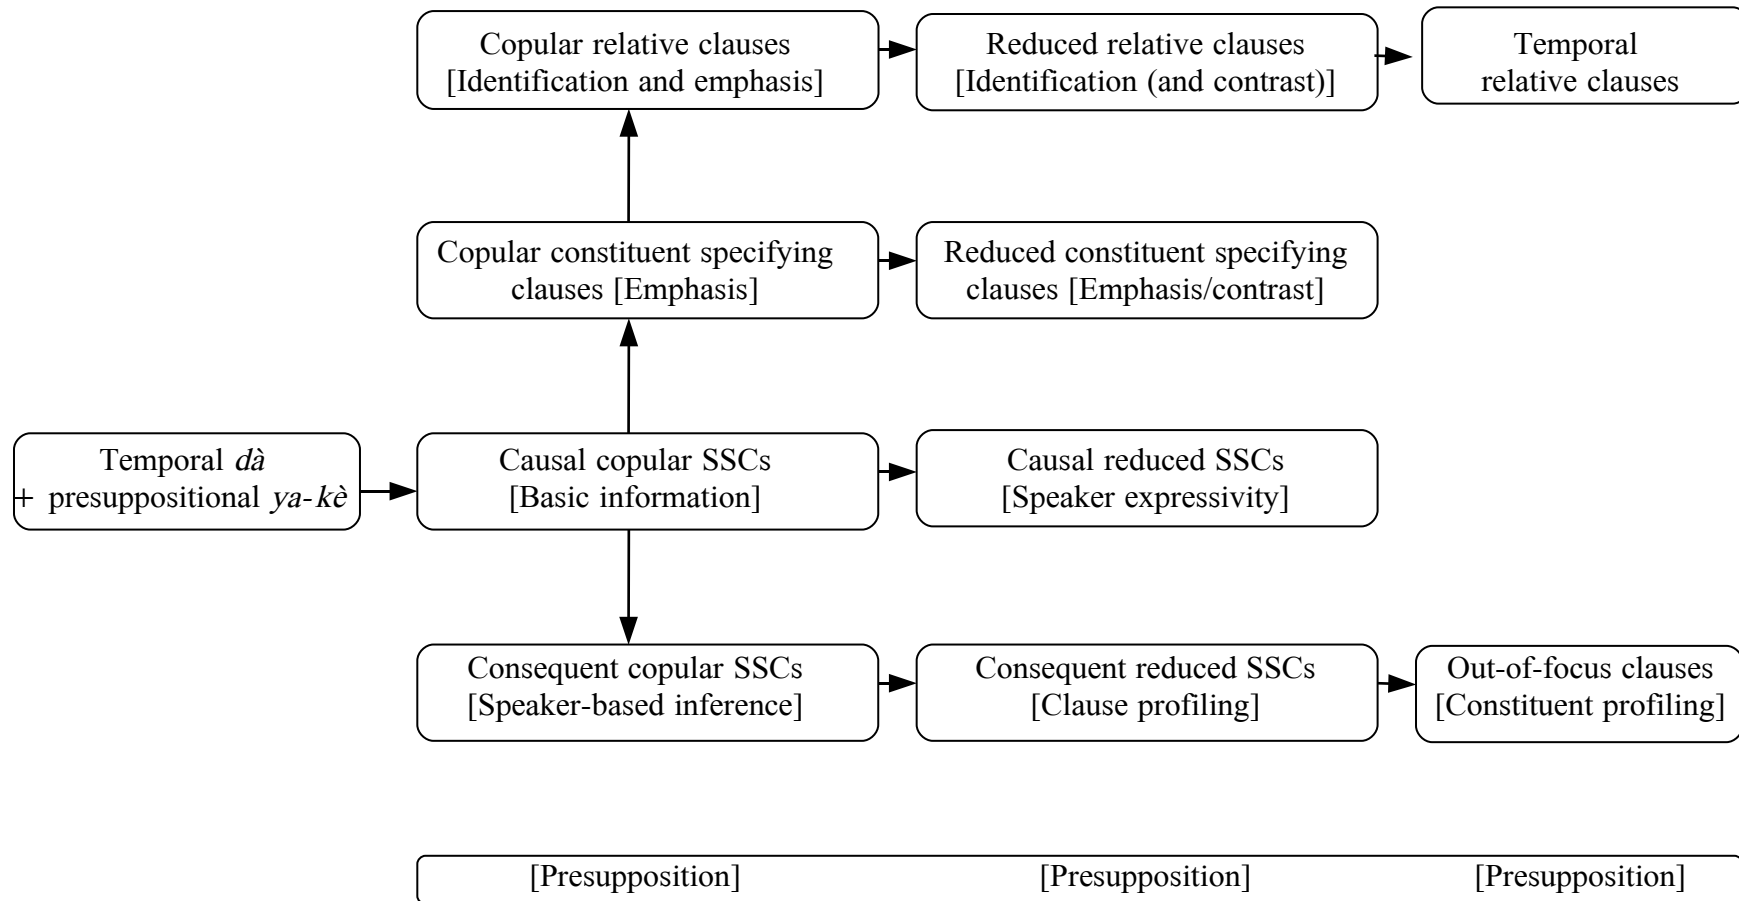 Copular relative clauses
[Identification and emphasis]
Reduced relative clauses
[Identification (and contrast)]
Temporal
relative clauses
Copular constituent specifying
clauses [Emphasis]
Reduced constituent specifying
clauses [Emphasis/contrast]
Temporal dà
+ presuppositional ya-kè
Causal copular SSCs
[Basic information]
Causal reduced SSCs
[Speaker expressivity]
Consequent copular SSCs
[Speaker-based inference]
Consequent reduced SSCs
[Clause profiling]
Out-of-focus clauses
[Constituent profiling]
[Presupposition] [Presupposition] [Presupposition]